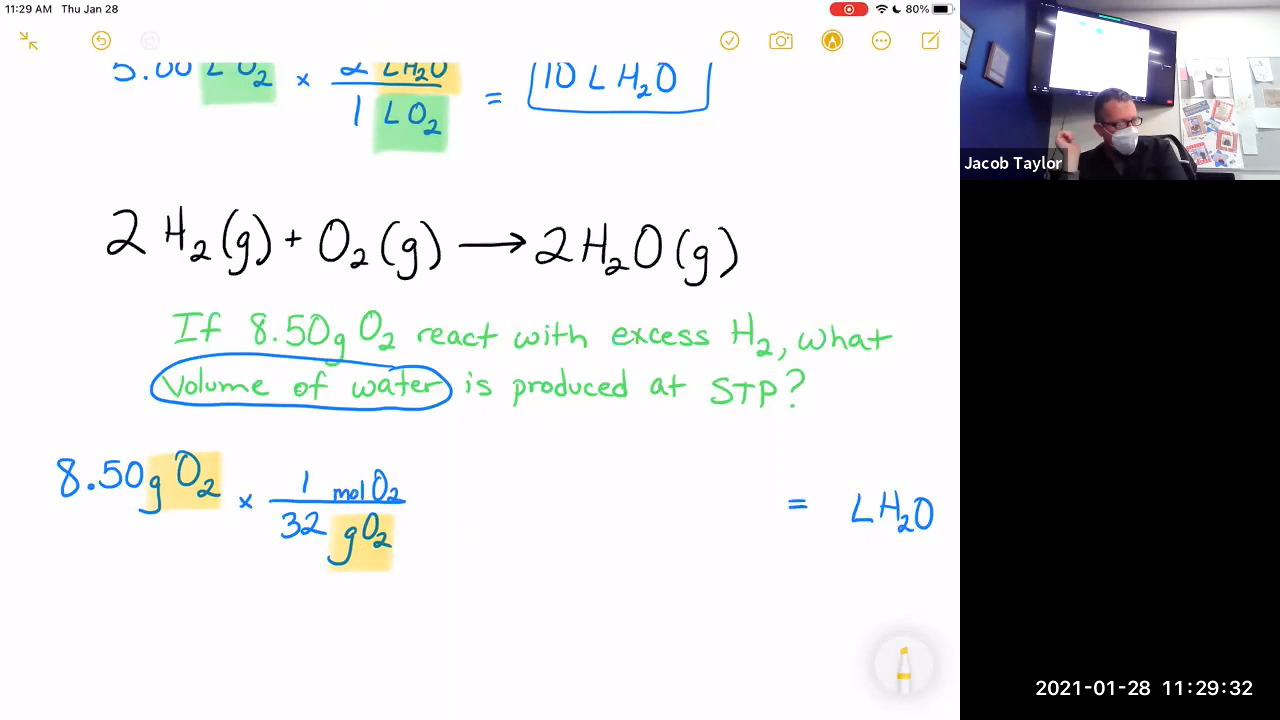 11:29 AM Thu Jan 28
80%
5.00 L O₂ × 2 L H₂O / 1 L O₂ = 10 L H₂O
Jacob Taylor
2 H₂(g) + O₂(g) → 2H₂O(g)
If 8.50g O₂ react with excess H₂, what
volume of water is produced at STP?
8.50g O₂ × 1 mol O₂ / 32 g O₂ = L H₂O
2021-01-28 11:29:32